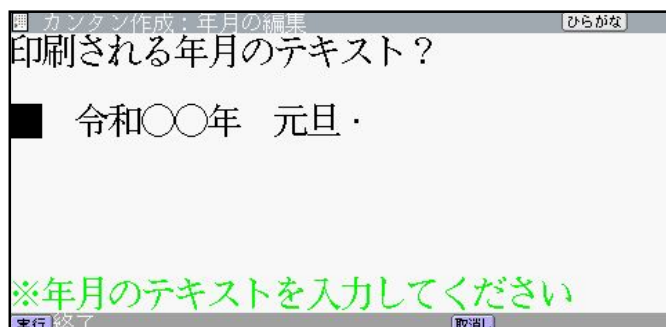 カンタン作成：年月の編集 ひらがな
印刷される年月のテキスト？
■　令和○○年　元旦・
※年月のテキストを入力してください
実行 終了 取消し